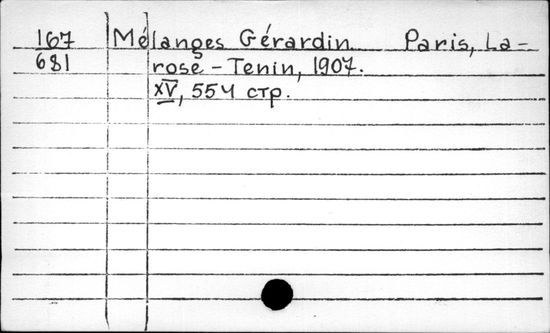 167 Mélanges Gérardin Paris, La-
681 rose - Tenin, 1907.
XV, 554 стр.